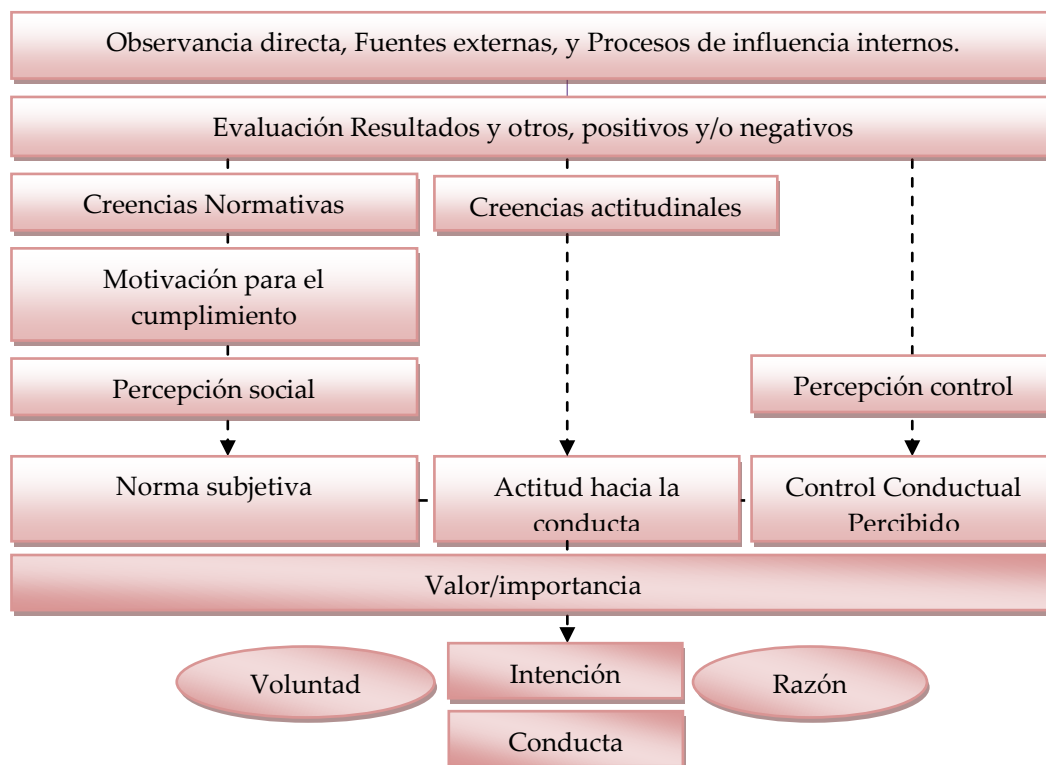 Observancia directa, Fuentes externas, y Procesos de influencia internos.
Evaluación Resultados y otros, positivos y/o negativos
Creencias Normativas
Creencias actitudinales
Motivación para el
cumplimiento
Percepción social
Percepción control
Norma subjetiva
Actitud hacia la
conducta
Control Conductual
Percibido
Valor/importancia
Voluntad
Intención
Razón
Conducta